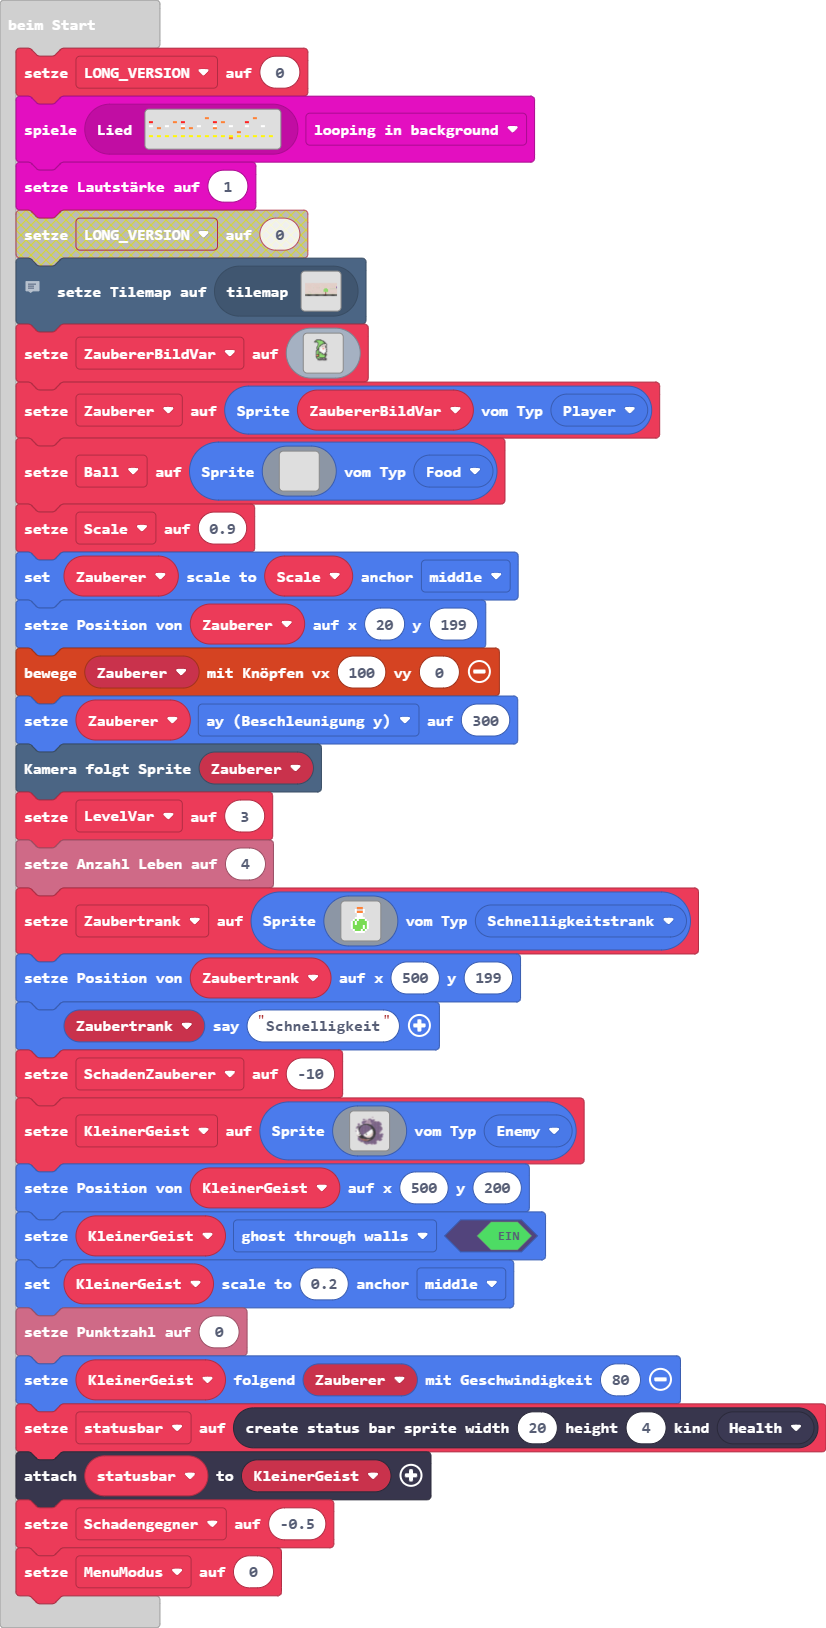 beim Start
setze LONG_VERSION auf 0
spiele Lied looping in background
setze Lautstärke auf 1
setze LONG_VERSION auf 0
setze Tilemap auf tilemap
setze ZaubererBildVar auf
setze Zauberer auf Sprite ZaubererBildVar vom Typ Player
setze Ball auf Sprite vom Typ Food
setze Scale auf 0.9
set Zauberer scale to Scale anchor middle
setze Position von Zauberer auf x 20 y 199
bewege Zauberer mit Knöpfen vx 100 vy 0
setze Zauberer ay (Beschleunigung y) auf 300
Kamera folgt Sprite Zauberer
setze LevelVar auf 3
setze Anzahl Leben auf 4
setze Zaubertrank auf Sprite vom Typ Schnelligkeitstrank
setze Position von Zaubertrank auf x 500 y 199
Zaubertrank say "Schnelligkeit"
setze SchadenZauberer auf -10
setze KleinerGeist auf Sprite vom Typ Enemy
setze Position von KleinerGeist auf x 500 y 200
setze KleinerGeist ghost through walls EIN
set KleinerGeist scale to 0.2 anchor middle
setze Punktzahl auf 0
setze KleinerGeist folgend Zauberer mit Geschwindigkeit 80
setze statusbar auf create status bar sprite width 20 height 4 kind Health
attach statusbar to KleinerGeist
setze Schadengegner auf -0.5
setze MenuModus auf 0